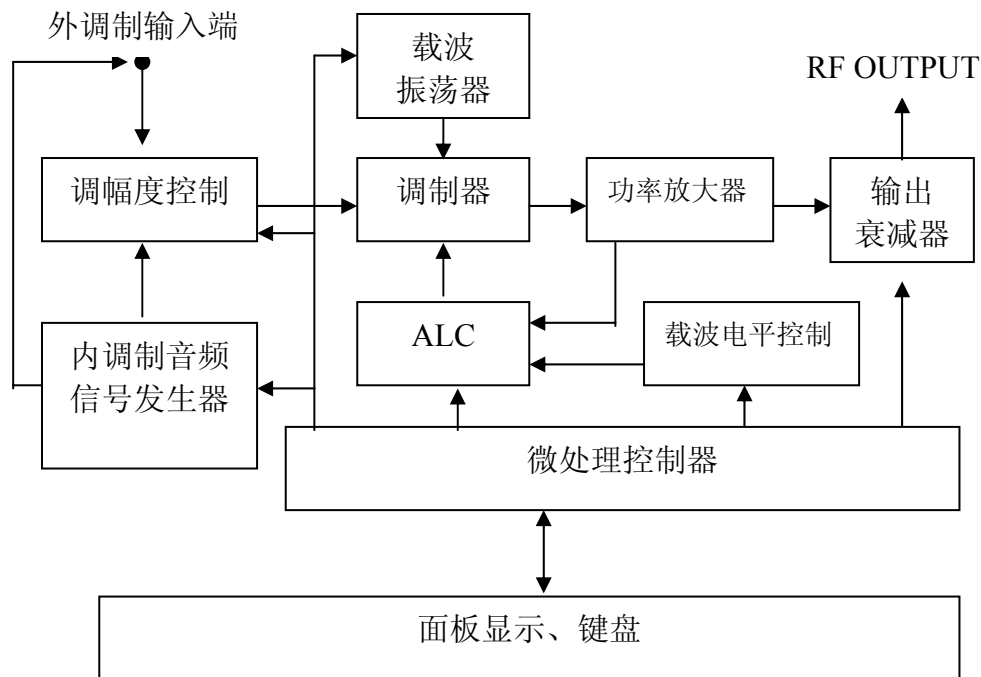 外调制输入端
载波
振荡器
RF OUTPUT
调幅度控制
调制器
功率放大器
输出
衰减器
内调制音频
信号发生器
ALC
载波电平控制
微处理控制器
面板显示、键盘